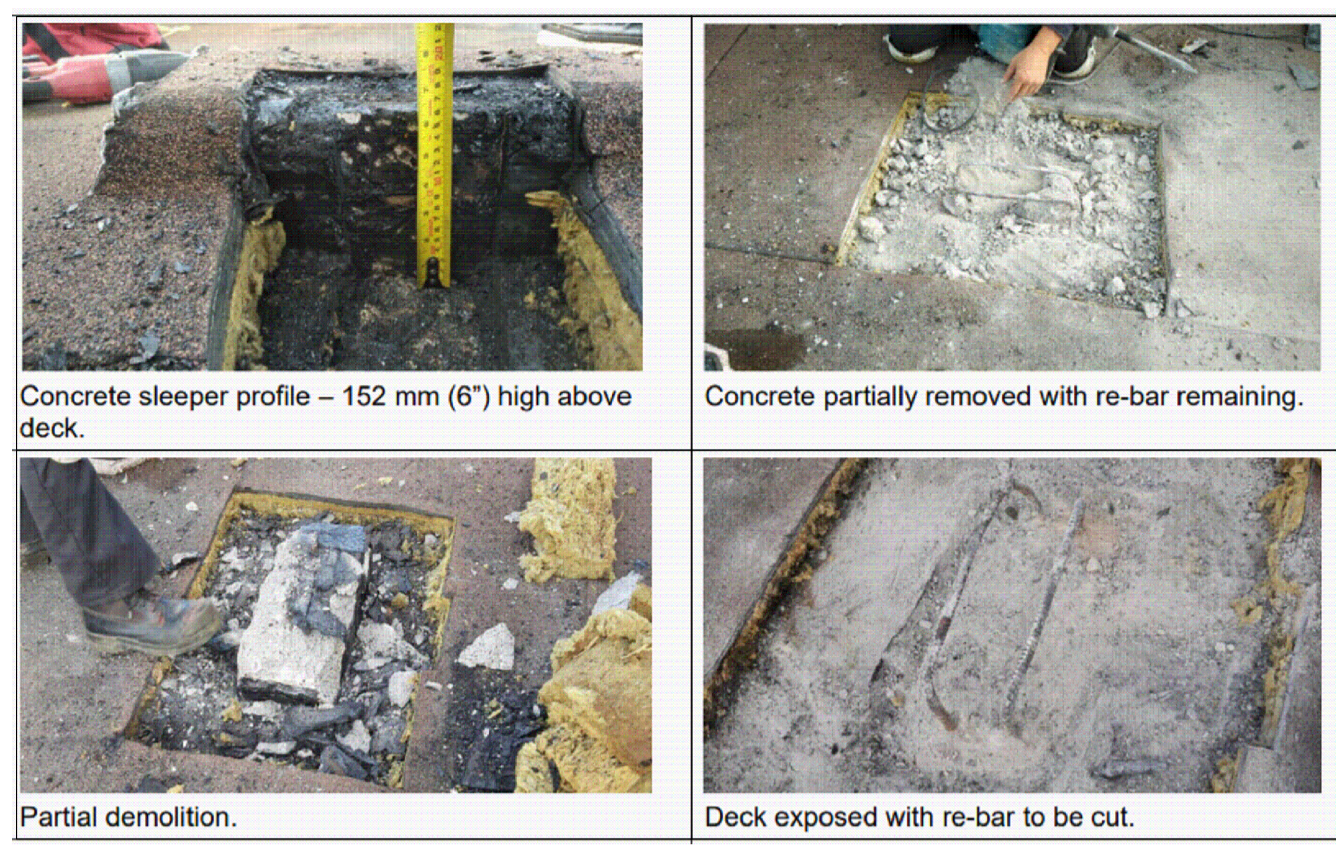 Concrete sleeper profile – 152 mm (6”) high above
deck.
Concrete partially removed with re-bar remaining.
Partial demolition.
Deck exposed with re-bar to be cut.